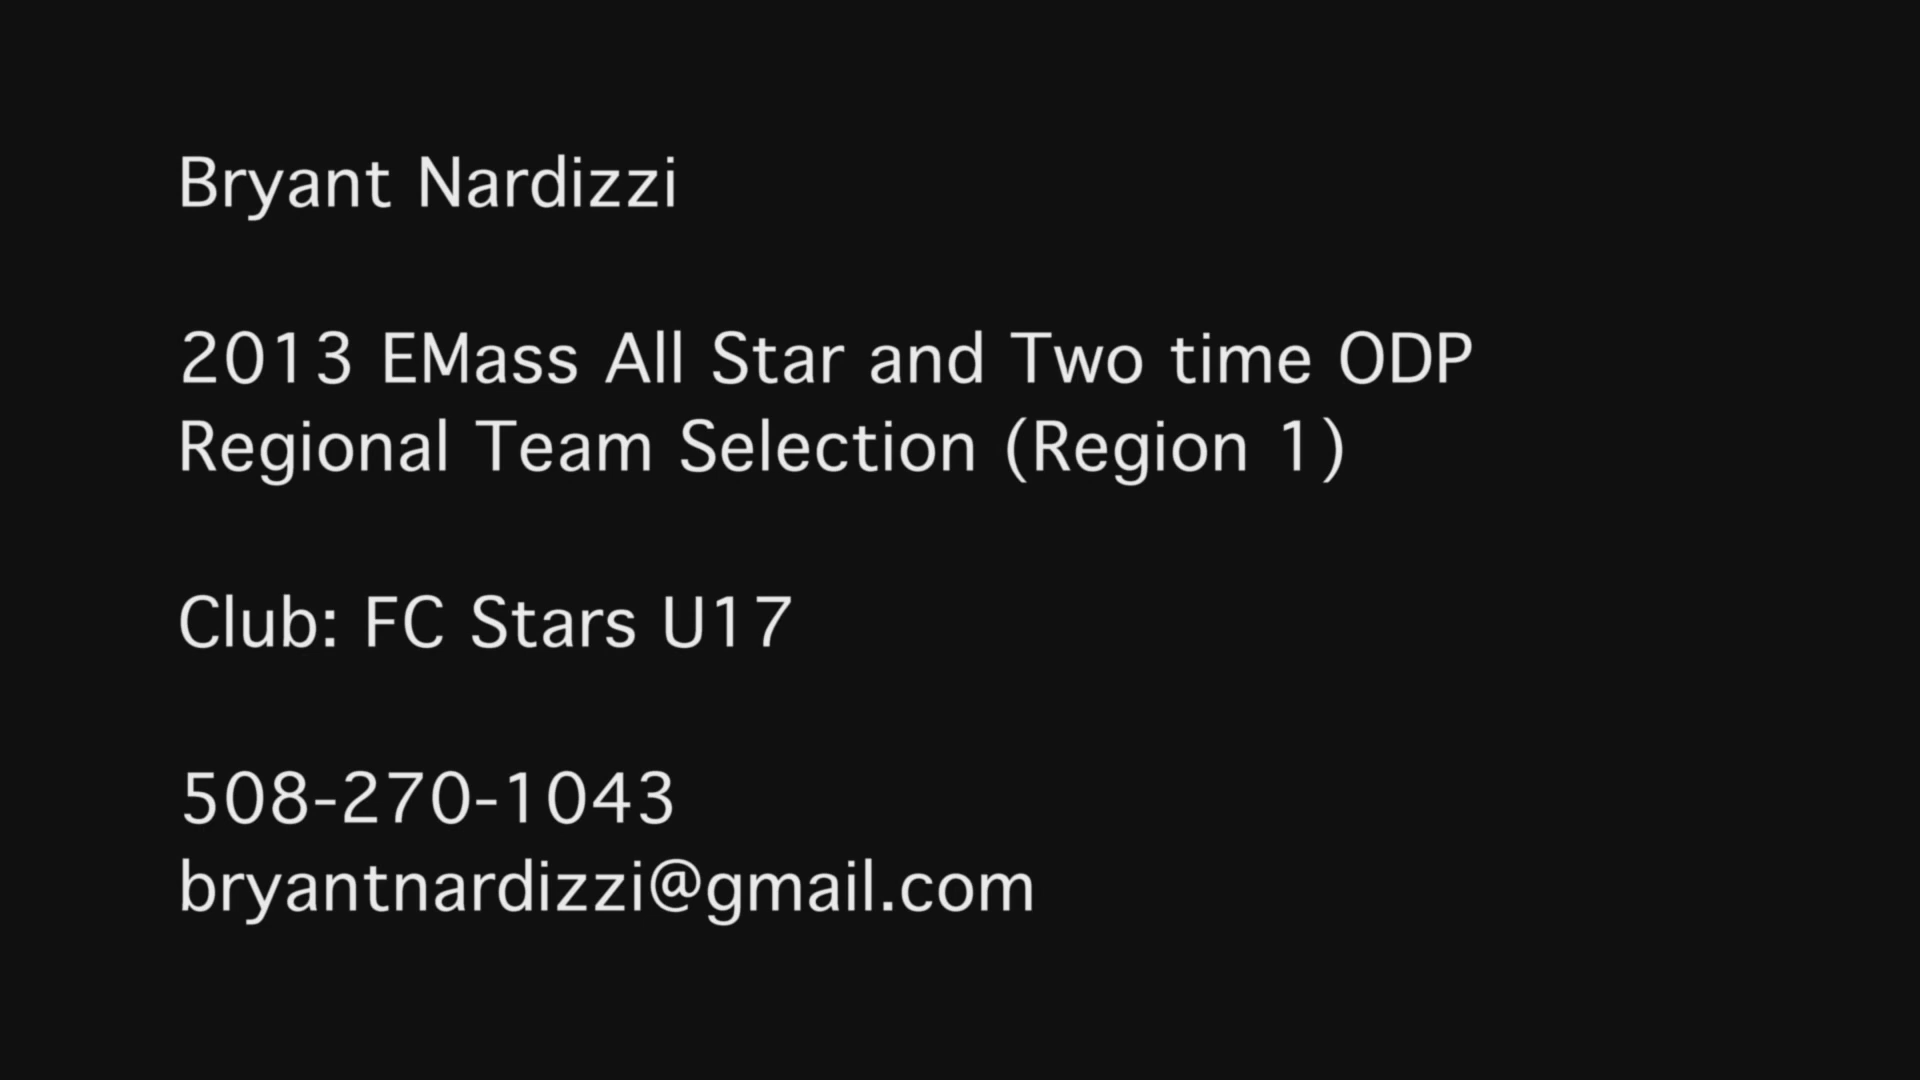 Bryant Nardizzi
2013 EMass All Star and Two time ODP
Regional Team Selection (Region 1)
Club: FC Stars U17
508-270-1043
bryantnardizzi@gmail.com